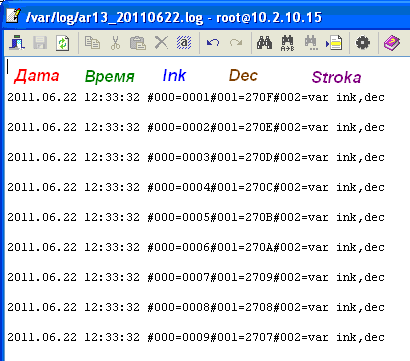 /var/log/ar13_20110622.log - root@10.2.10.15
Дата Время Ink Dec Stroka
2011.06.22 12:33:32 #000=0001#001=270F#002=var ink,dec
2011.06.22 12:33:32 #000=0002#001=270E#002=var ink,dec
2011.06.22 12:33:32 #000=0003#001=270D#002=var ink,dec
2011.06.22 12:33:32 #000=0004#001=270C#002=var ink,dec
2011.06.22 12:33:32 #000=0005#001=270B#002=var ink,dec
2011.06.22 12:33:32 #000=0006#001=270A#002=var ink,dec
2011.06.22 12:33:32 #000=0007#001=2709#002=var ink,dec
2011.06.22 12:33:32 #000=0008#001=2708#002=var ink,dec
2011.06.22 12:33:32 #000=0009#001=2707#002=var ink,dec